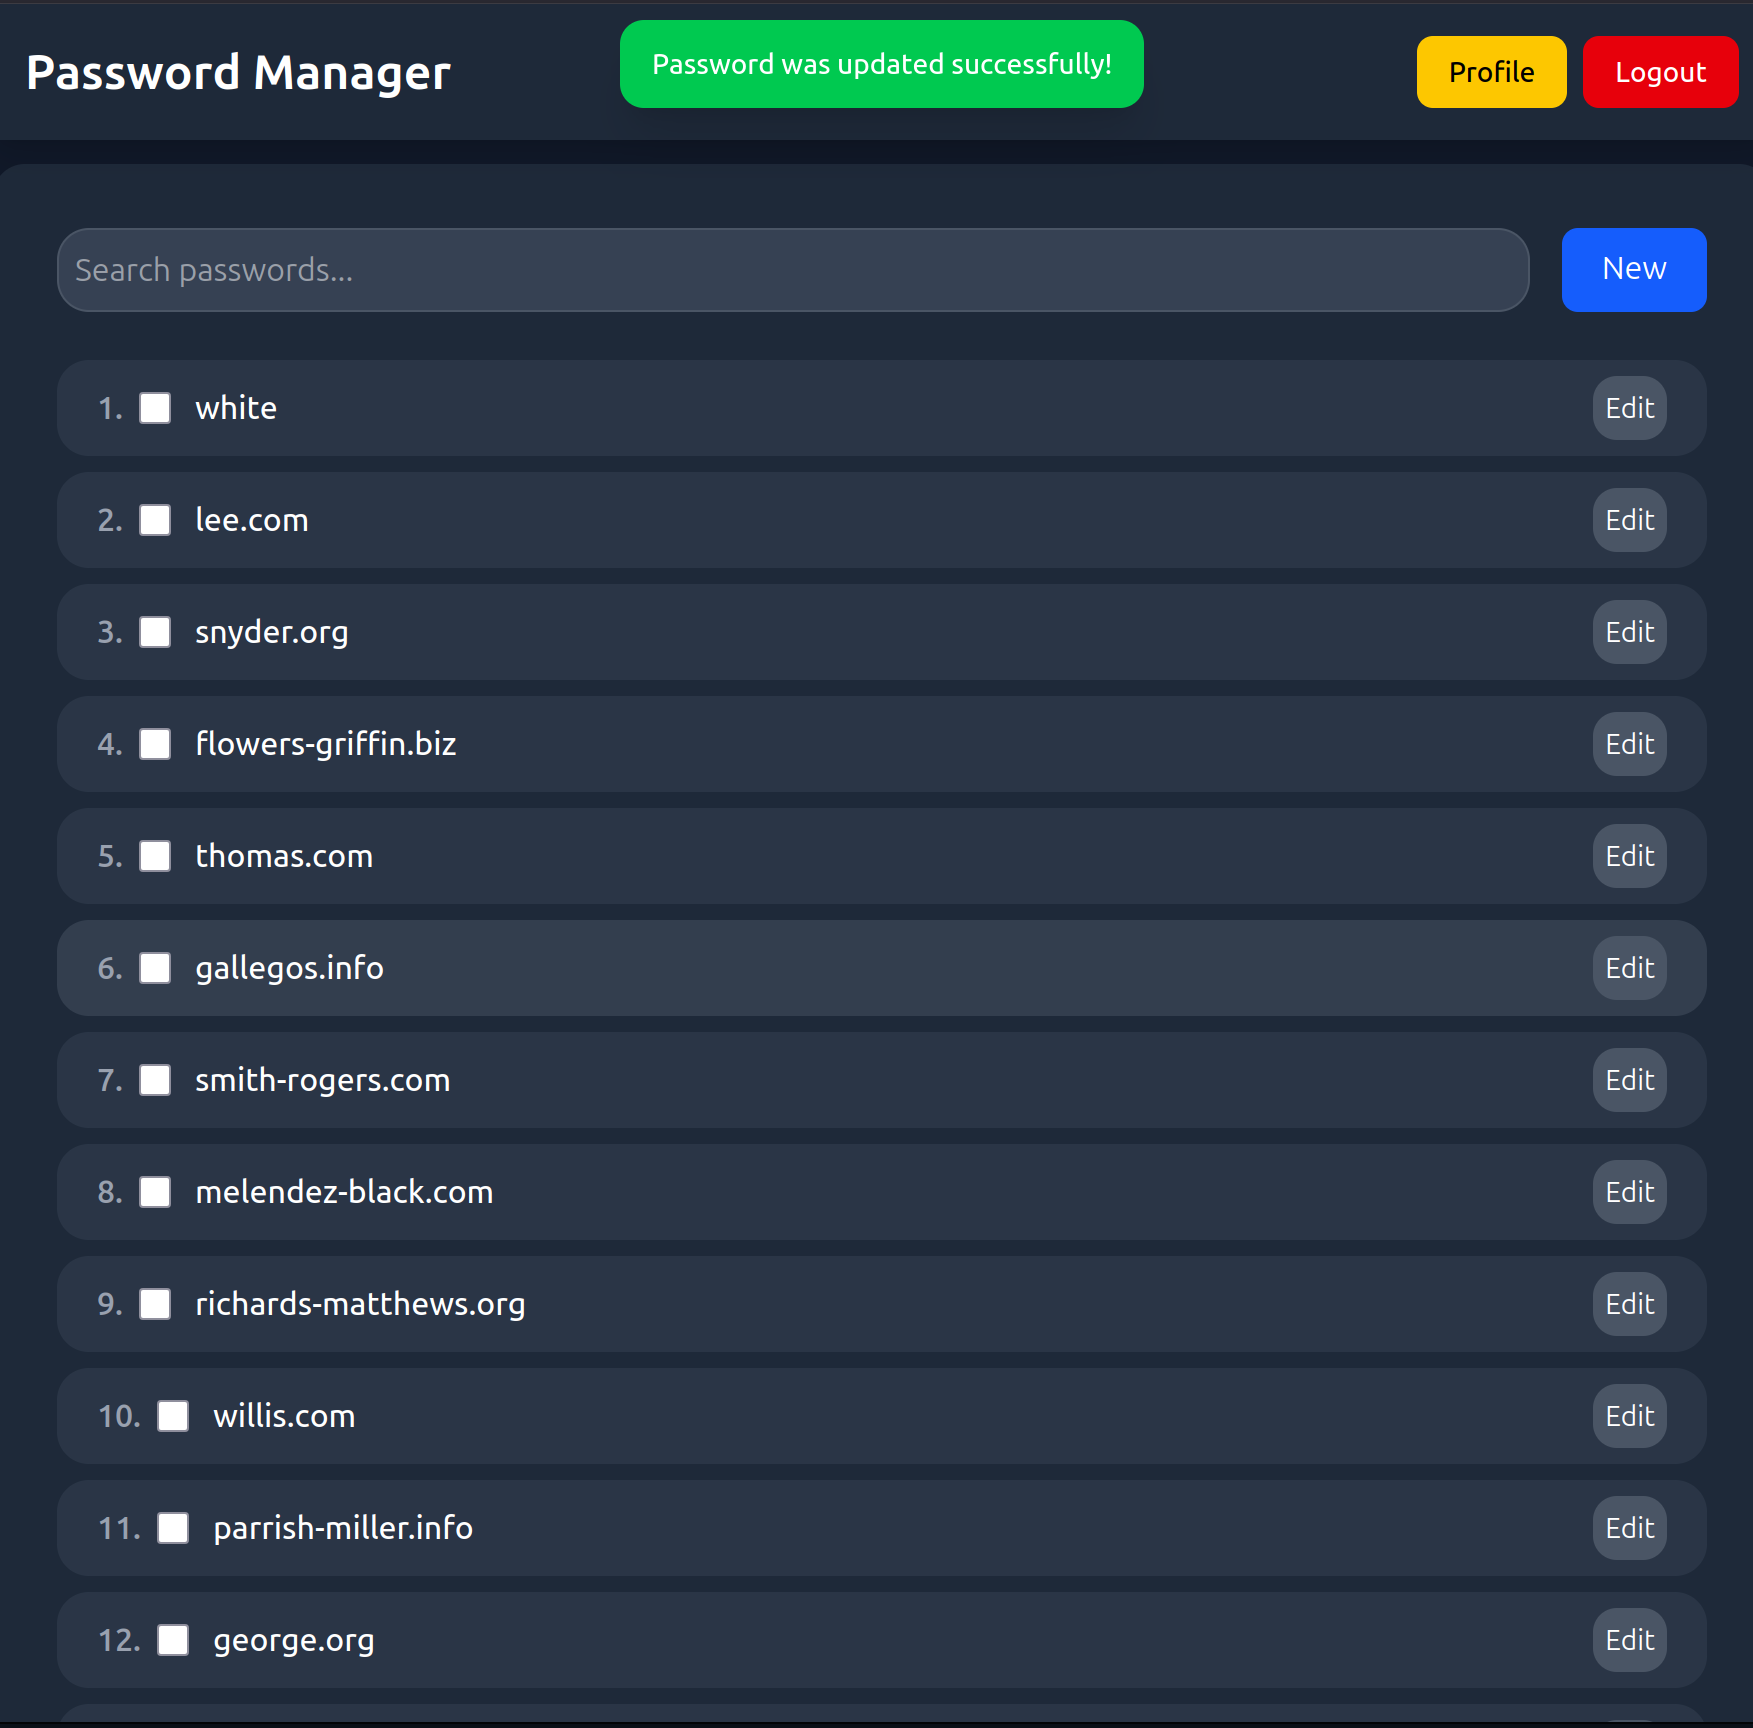 Password Manager
Password was updated successfully!
Profile
Logout
Search passwords...
New
1. white Edit
2. lee.com Edit
3. snyder.org Edit
4. flowers-griffin.biz Edit
5. thomas.com Edit
6. gallegos.info Edit
7. smith-rogers.com Edit
8. melendez-black.com Edit
9. richards-matthews.org Edit
10. willis.com Edit
11. parrish-miller.info Edit
12. george.org Edit